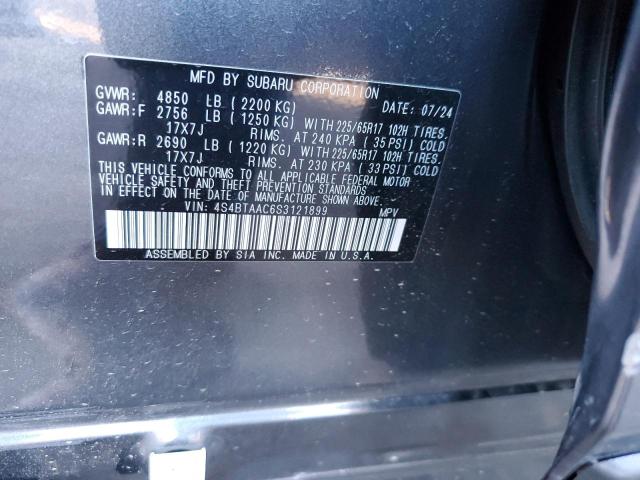 MFD BY SUBARU CORPORATION
GVWR: 4850 LB (2200 KG) DATE: 07/24
GAWR:F 2756 LB (1250 KG) WITH 225/65R17 102H TIRES.
17X7J RIMS. AT 240 KPA (35 PSI) COLD
GAWR:R 2690 LB (1220 KG) WITH 225/65R17 102H TIRES.
17X7J RIMS. AT 230 KPA (33 PSI) COLD
THIS VEHICLE CONFORMS TO ALL APPLICABLE FEDERAL MOTOR
VEHICLE SAFETY AND THEFT PREVENTION STANDARDS
IN EFFECT ON THE DATE OF MANUFACTURE SHOWN ABOVE.
VIN: 4S4BTAAC6S3121899 MPV
ASSEMBLED BY SIA INC. MADE IN U.S.A.